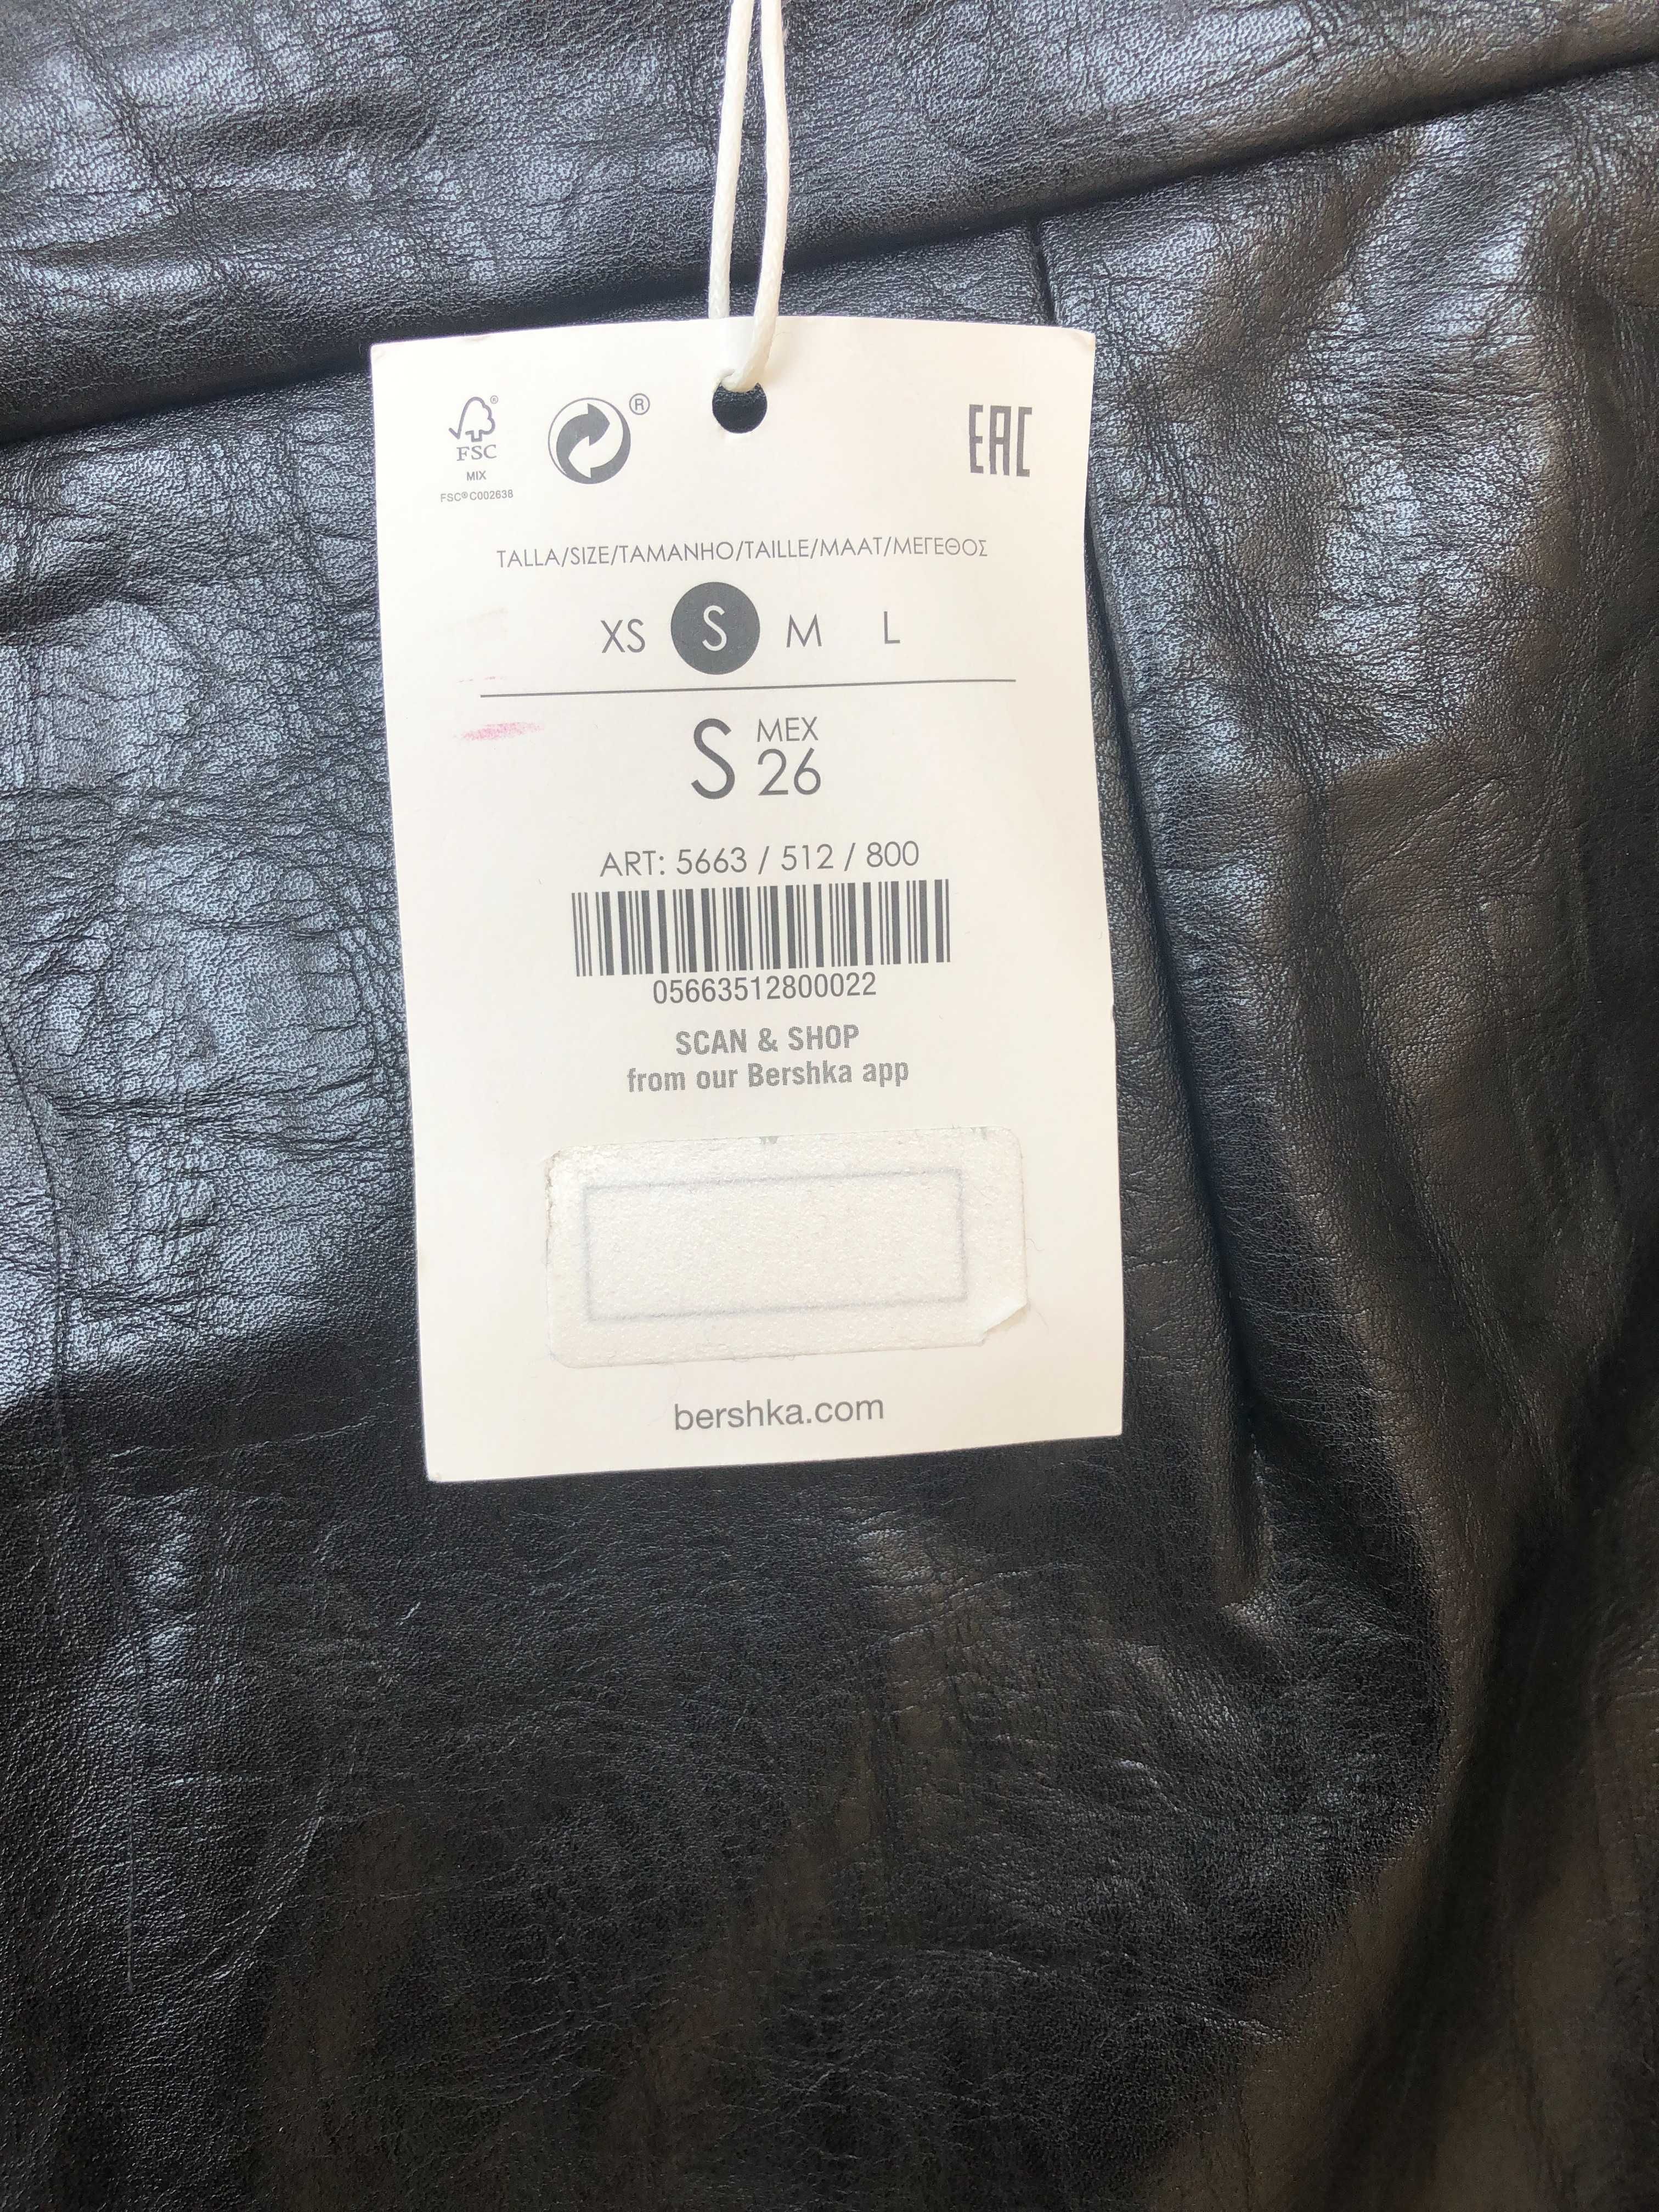 FSC®
MIX
FSC® C002638
®
EAC
TALLA/SIZE/TAMANHO/TAILLE/MAAT/ΜΕΓΕΘΟΣ
XS S M L
S MEX 26
ART: 5663 / 512 / 800
05663512800022
SCAN & SHOP
from our Bershka app
bershka.com